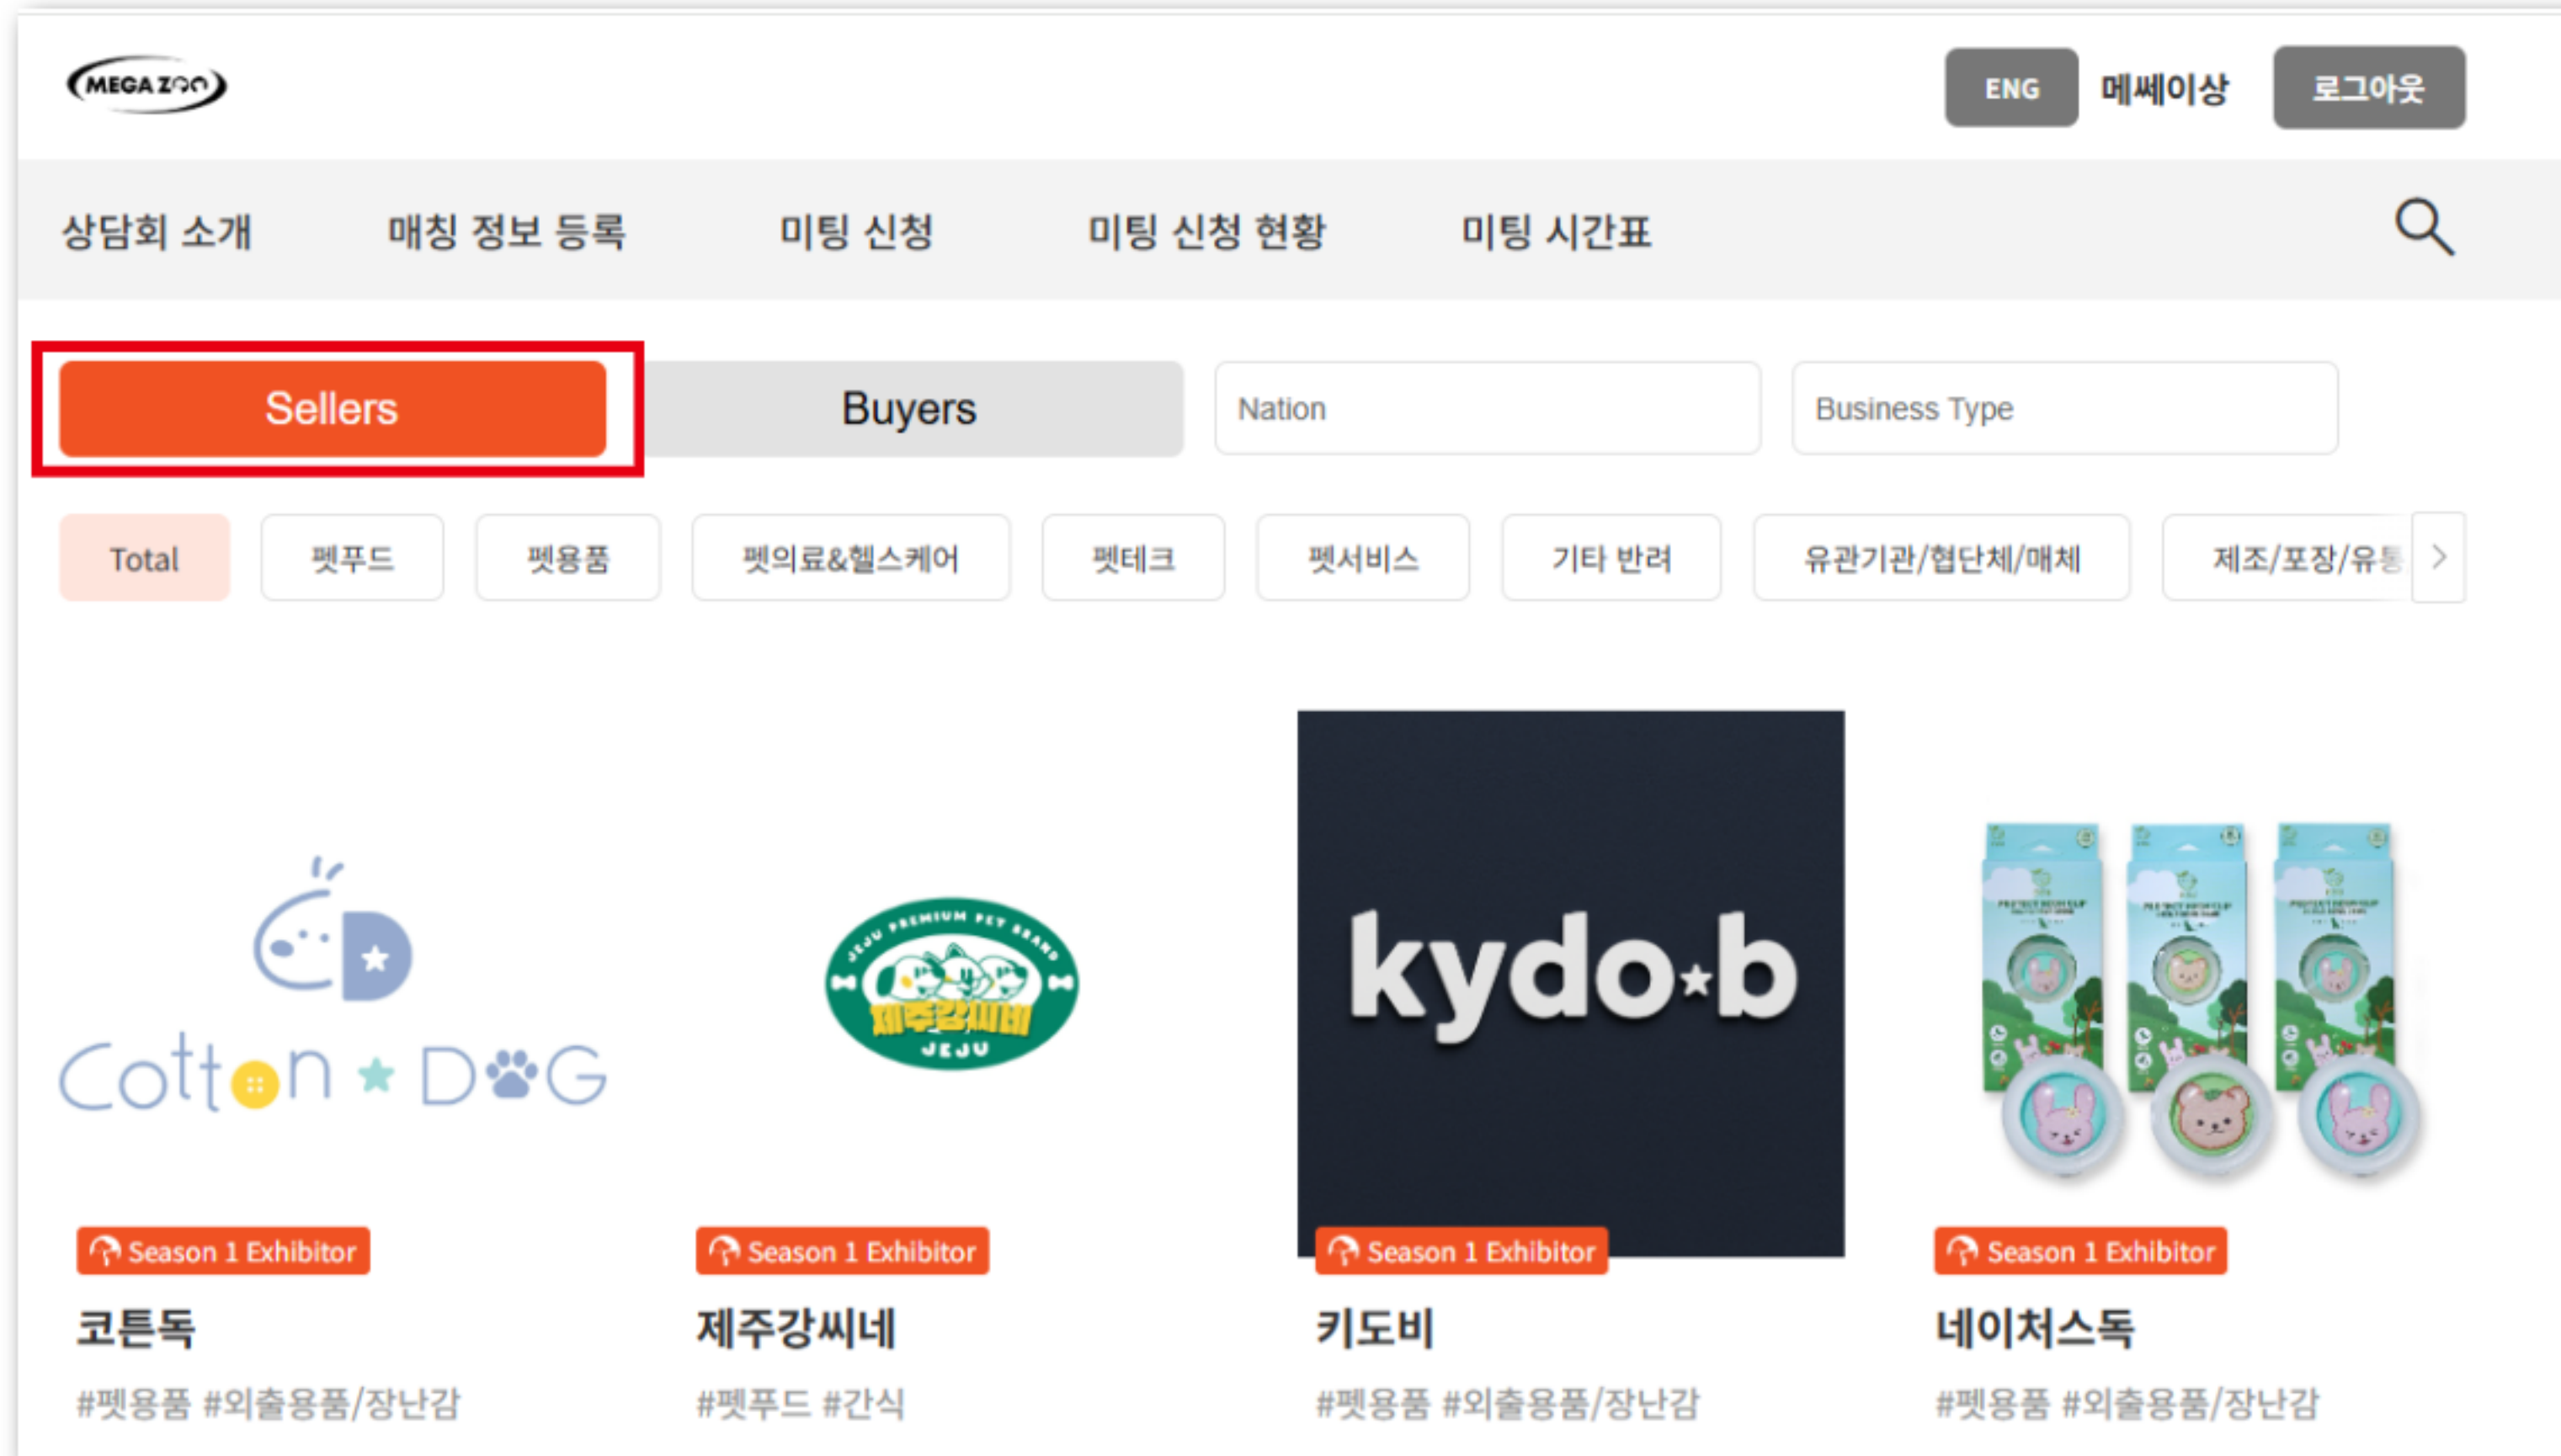 MEGA ZOO
ENG 메쎄이상 로그아웃
상담회 소개 매칭 정보 등록 미팅 신청 미팅 신청 현황 미팅 시간표
Sellers Buyers Nation Business Type
Total 펫푸드 펫용품 펫의료&헬스케어 펫테크 펫서비스 기타 반려 유관기관/협단체/매체 제조/포장/유통
Cotton DOG
JEJU PREMIUM PET BRAND
제주강씨네
JEJU
kydo b
Season 1 Exhibitor Season 1 Exhibitor Season 1 Exhibitor Season 1 Exhibitor
코튼독 제주강씨네 키도비 네이처스독
#펫용품 #외출용품/장난감 #펫푸드 #간식 #펫용품 #외출용품/장난감 #펫용품 #외출용품/장난감